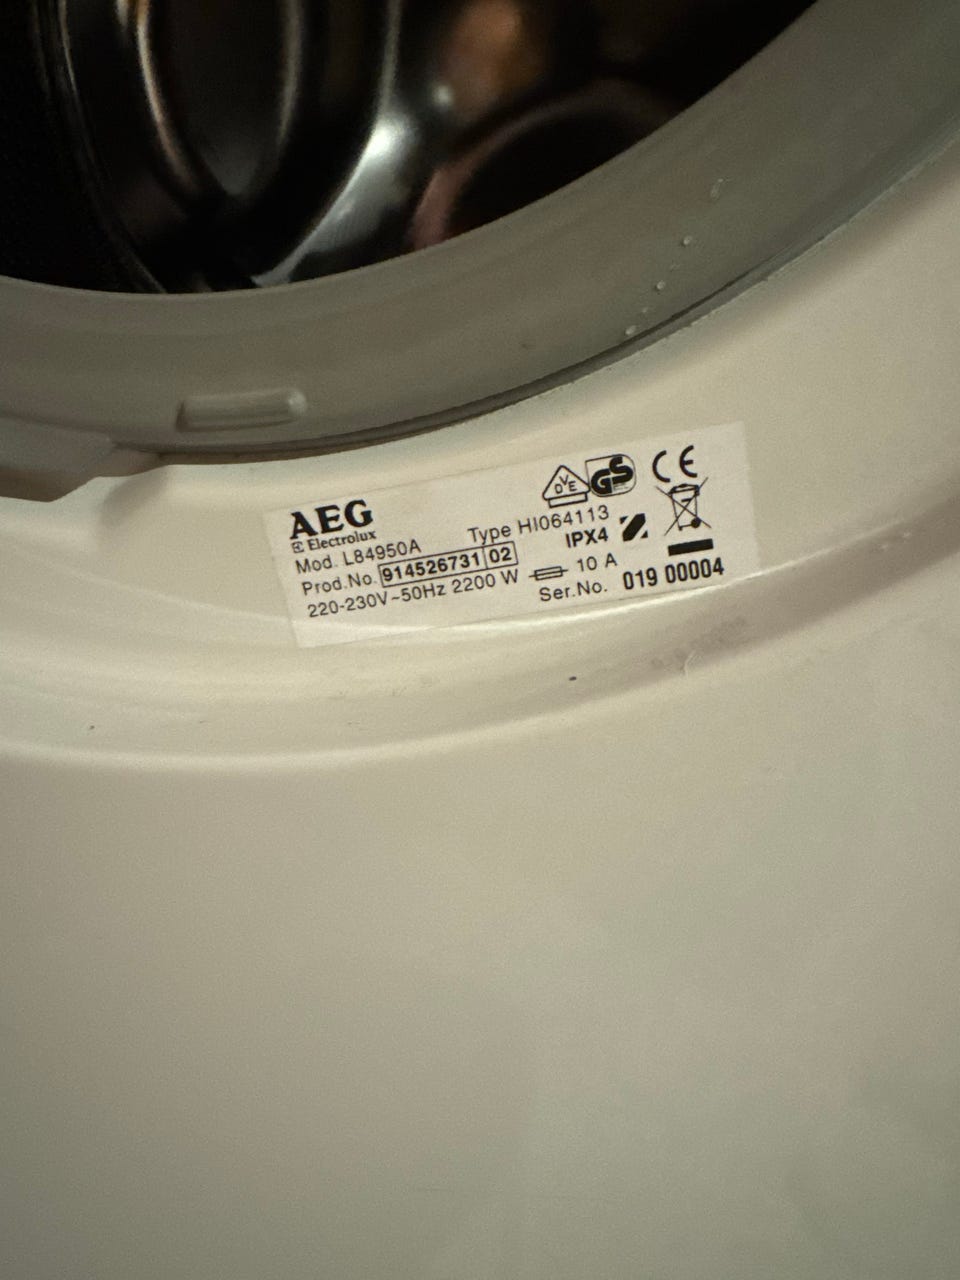 AEG
Electrolux
Mod. L84950A
Type HI064113
Prod.No. 914526731 02
IPX4
220-230V~50Hz 2200 W
10 A
Ser.No. 019 00004
DVE
GS
CE